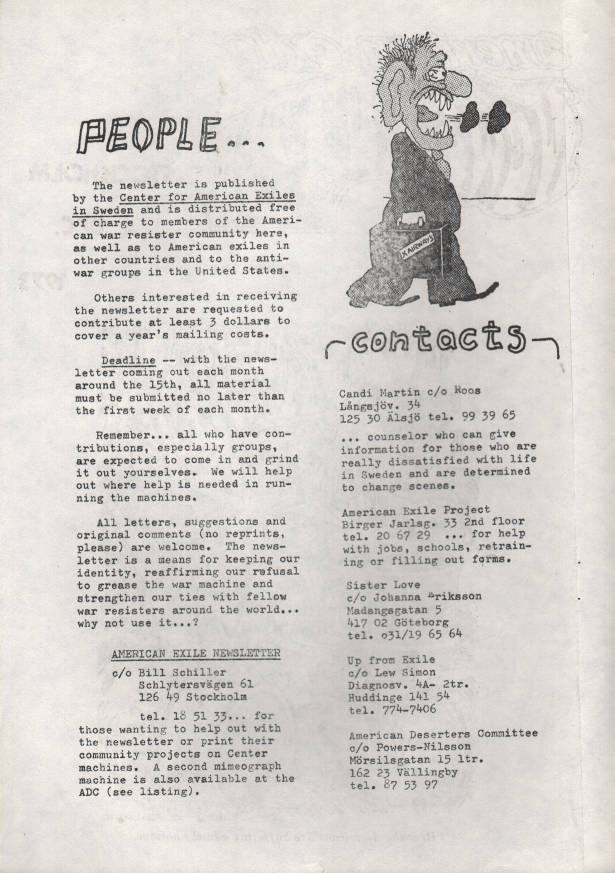 PEOPLE...
The newsletter is published
by the Center for American Exiles
in Sweden and is distributed free
of charge to members of the Ameri-
can war resister community here,
as well as to American exiles in
other countries and to the anti-
war groups in the United States.
Others interested in receiving
the newsletter are requested to
contribute at least 3 dollars to
cover a year's mailing costs.
Deadline -- with the news-
letter coming out each month
around the 15th, all material
must be submitted no later than
the first week of each month.
Remember... all who have con-
tributions, especially groups,
are expected to come in and grind
it out yourselves. We will help
out where help is needed in run-
ning the machines.
All letters, suggestions and
original comments (no reprints,
please) are welcome. The news-
letter is a means for keeping our
identity, reaffirming our refusal
to grease the war machine and
strengthen our ties with fellow
war resisters around the world...
why not use it...?
AMERICAN EXILE NEWSLETTER
c/o Bill Schiller
Schlytersvägen 61
126 49 Stockholm
tel. 18 51 33... for
those wanting to help out with
the newsletter or print their
community projects on Center
machines. A second mimeograph
machine is also available at the
ADC (see listing).
XAIRWAYS
contacts
Candi Martin c/o Roos
Långsjöv. 34
125 30 Älsjö tel. 99 39 65
... counselor who can give
information for those who are
really dissatisfied with life
in Sweden and are determined
to change scenes.
American Exile Project
Birger Jarlsg. 33 2nd floor
tel. 20 67 29 ... for help
with jobs, schools, retrain-
ing or filling out forms.
Sister Love
c/o Johanna Eriksson
Madangsgatan 5
417 02 Göteborg
tel. o31/19 65 64
Up from Exile
c/o Lew Simon
Diagnosv. 4A- 2tr.
Huddinge 141 54
tel. 774-7406
American Deserters Committee
c/o Powers-Nilsson
Mörsilsgatan 15 ltr.
162 23 Vällingby
tel. 87 53 97